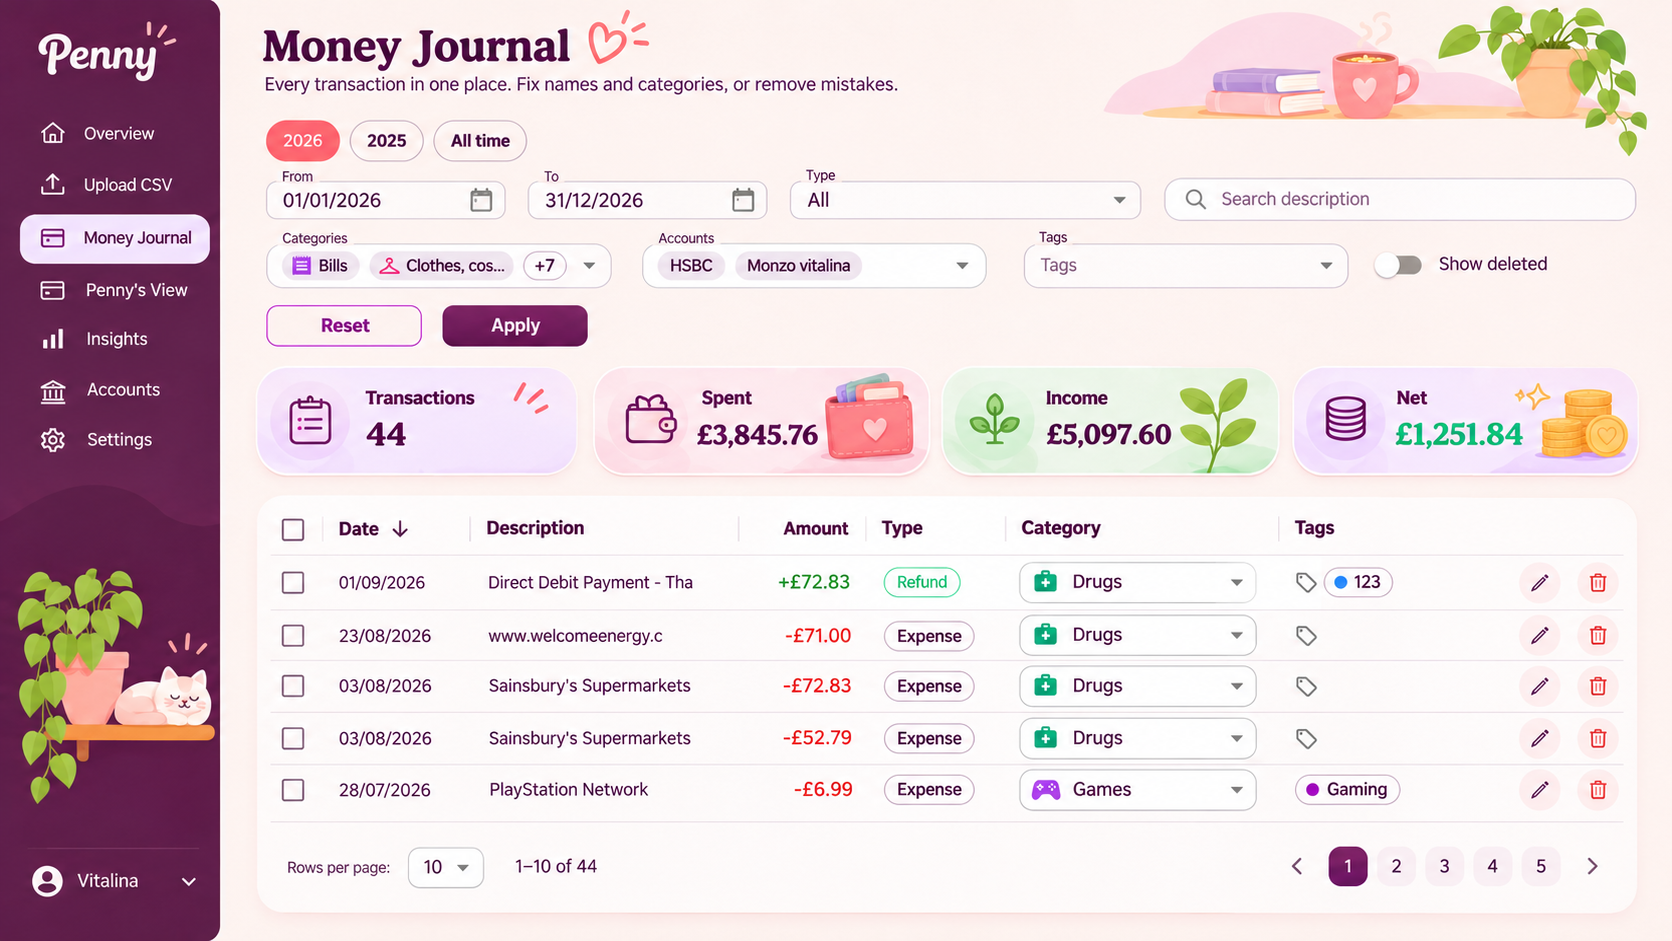 Penny
Overview
Upload CSV
Money Journal
Penny's View
Insights
Accounts
Settings
Vitalina
Money Journal
Every transaction in one place. Fix names and categories, or remove mistakes.
2026 2025 All time
From To Type
01/01/2026 31/12/2026 All Search description
Categories Accounts Tags
Bills Clothes, cos... +7 HSBC Monzo vitalina Tags Show deleted
Reset Apply
Transactions Spent Income Net
44 £3,845.76 £5,097.60 £1,251.84
Date Description Amount Type Category Tags
01/09/2026 Direct Debit Payment - Tha +£72.83 Refund Drugs 123
23/08/2026 www.welcomeenergy.c -£71.00 Expense Drugs
03/08/2026 Sainsbury's Supermarkets -£72.83 Expense Drugs
03/08/2026 Sainsbury's Supermarkets -£52.79 Expense Drugs
28/07/2026 PlayStation Network -£6.99 Expense Games Gaming
Rows per page: 10 1–10 of 44 1 2 3 4 5